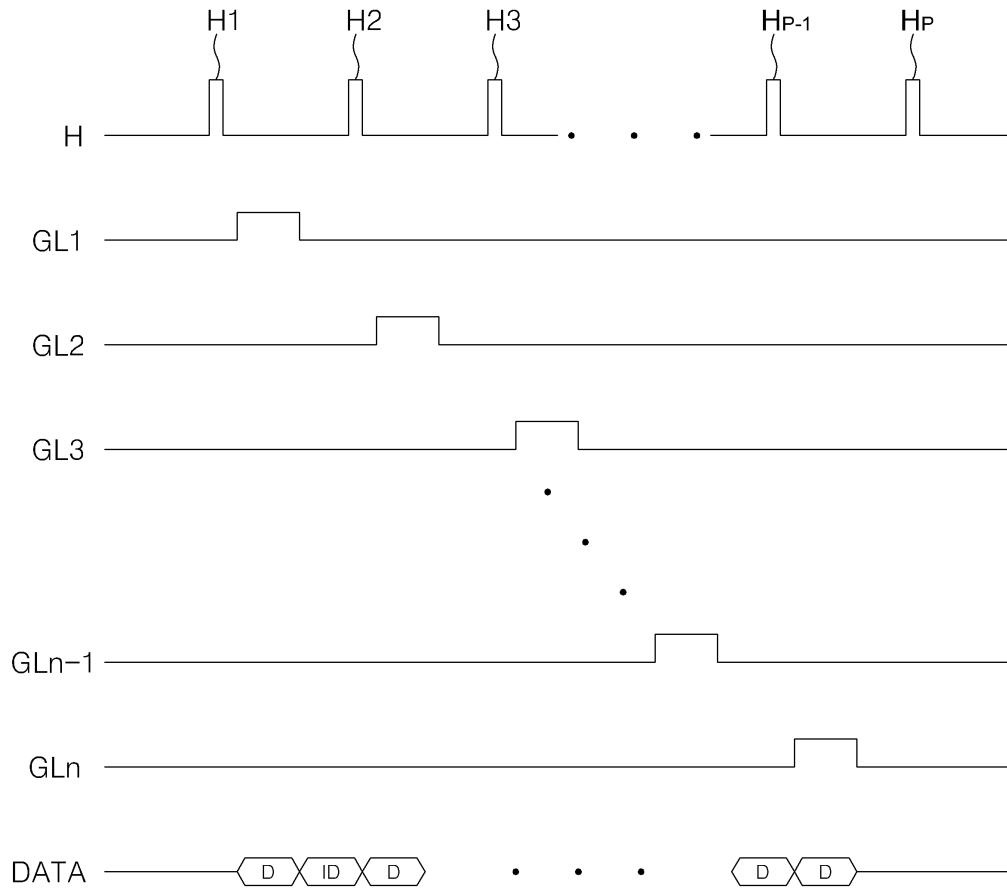 H1 H2 H3 HP-1 HP
H
GL1
GL2
GL3
GLn-1
GLn
DATA D ID D D D